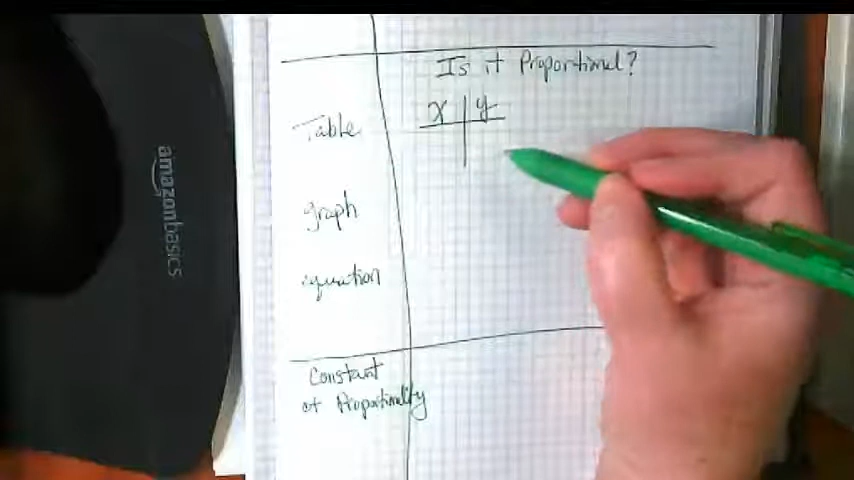 amazonbasics
Is it Proportional?
x y
Table
graph
equation
Constant
of Proportionality